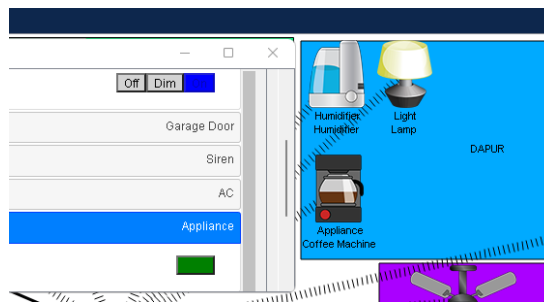 Off Dim
Garage Door
Siren
AC
Appliance
Humidifier
Humidifier
Light
Lamp
DAPUR
Appliance
Coffee Machine